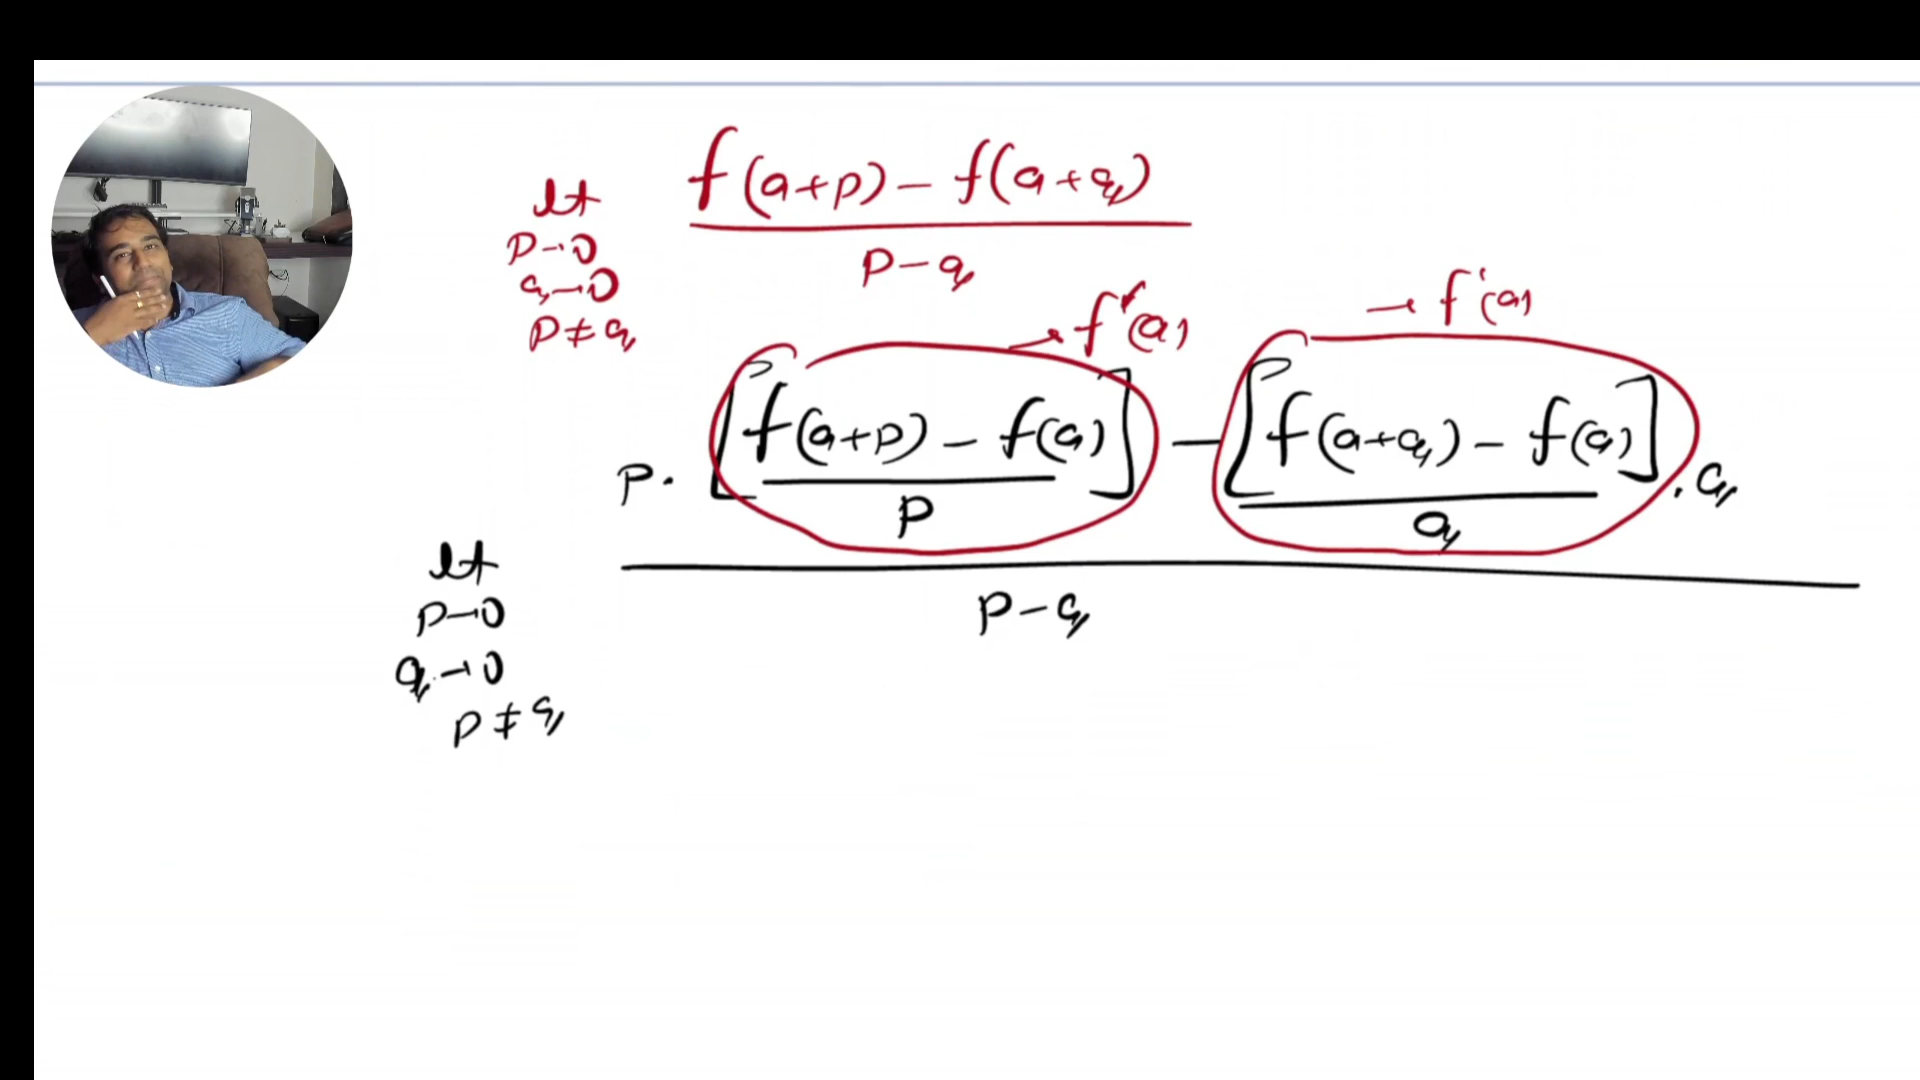 lt f(a+p) – f(a+q)
p→0
q→0 p–q
p≠q
→ f'(a) → f'(a)
p. [f(a+p) – f(a)] – [f(a+q) – f(a)] .q
p q
lt
p→0 p–q
q→0
p≠q